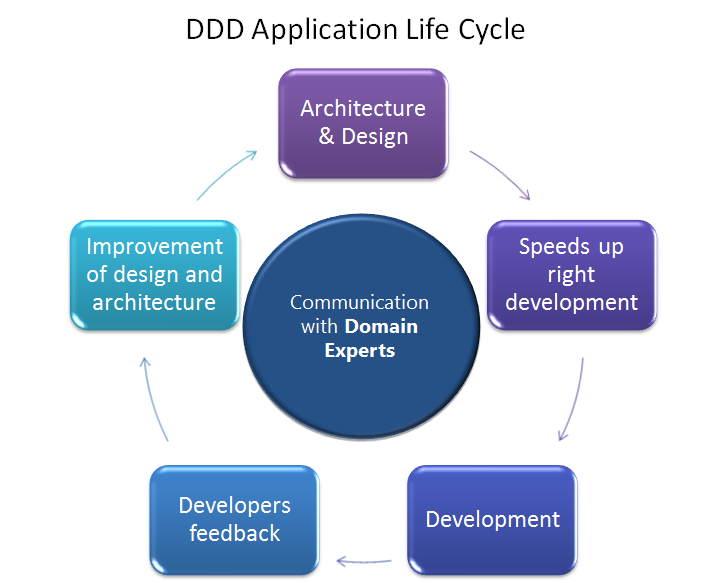 DDD Application Life Cycle
Architecture
& Design
Speeds up
right
development
Development
Developers
feedback
Improvement
of design and
architecture
Communication
with Domain
Experts